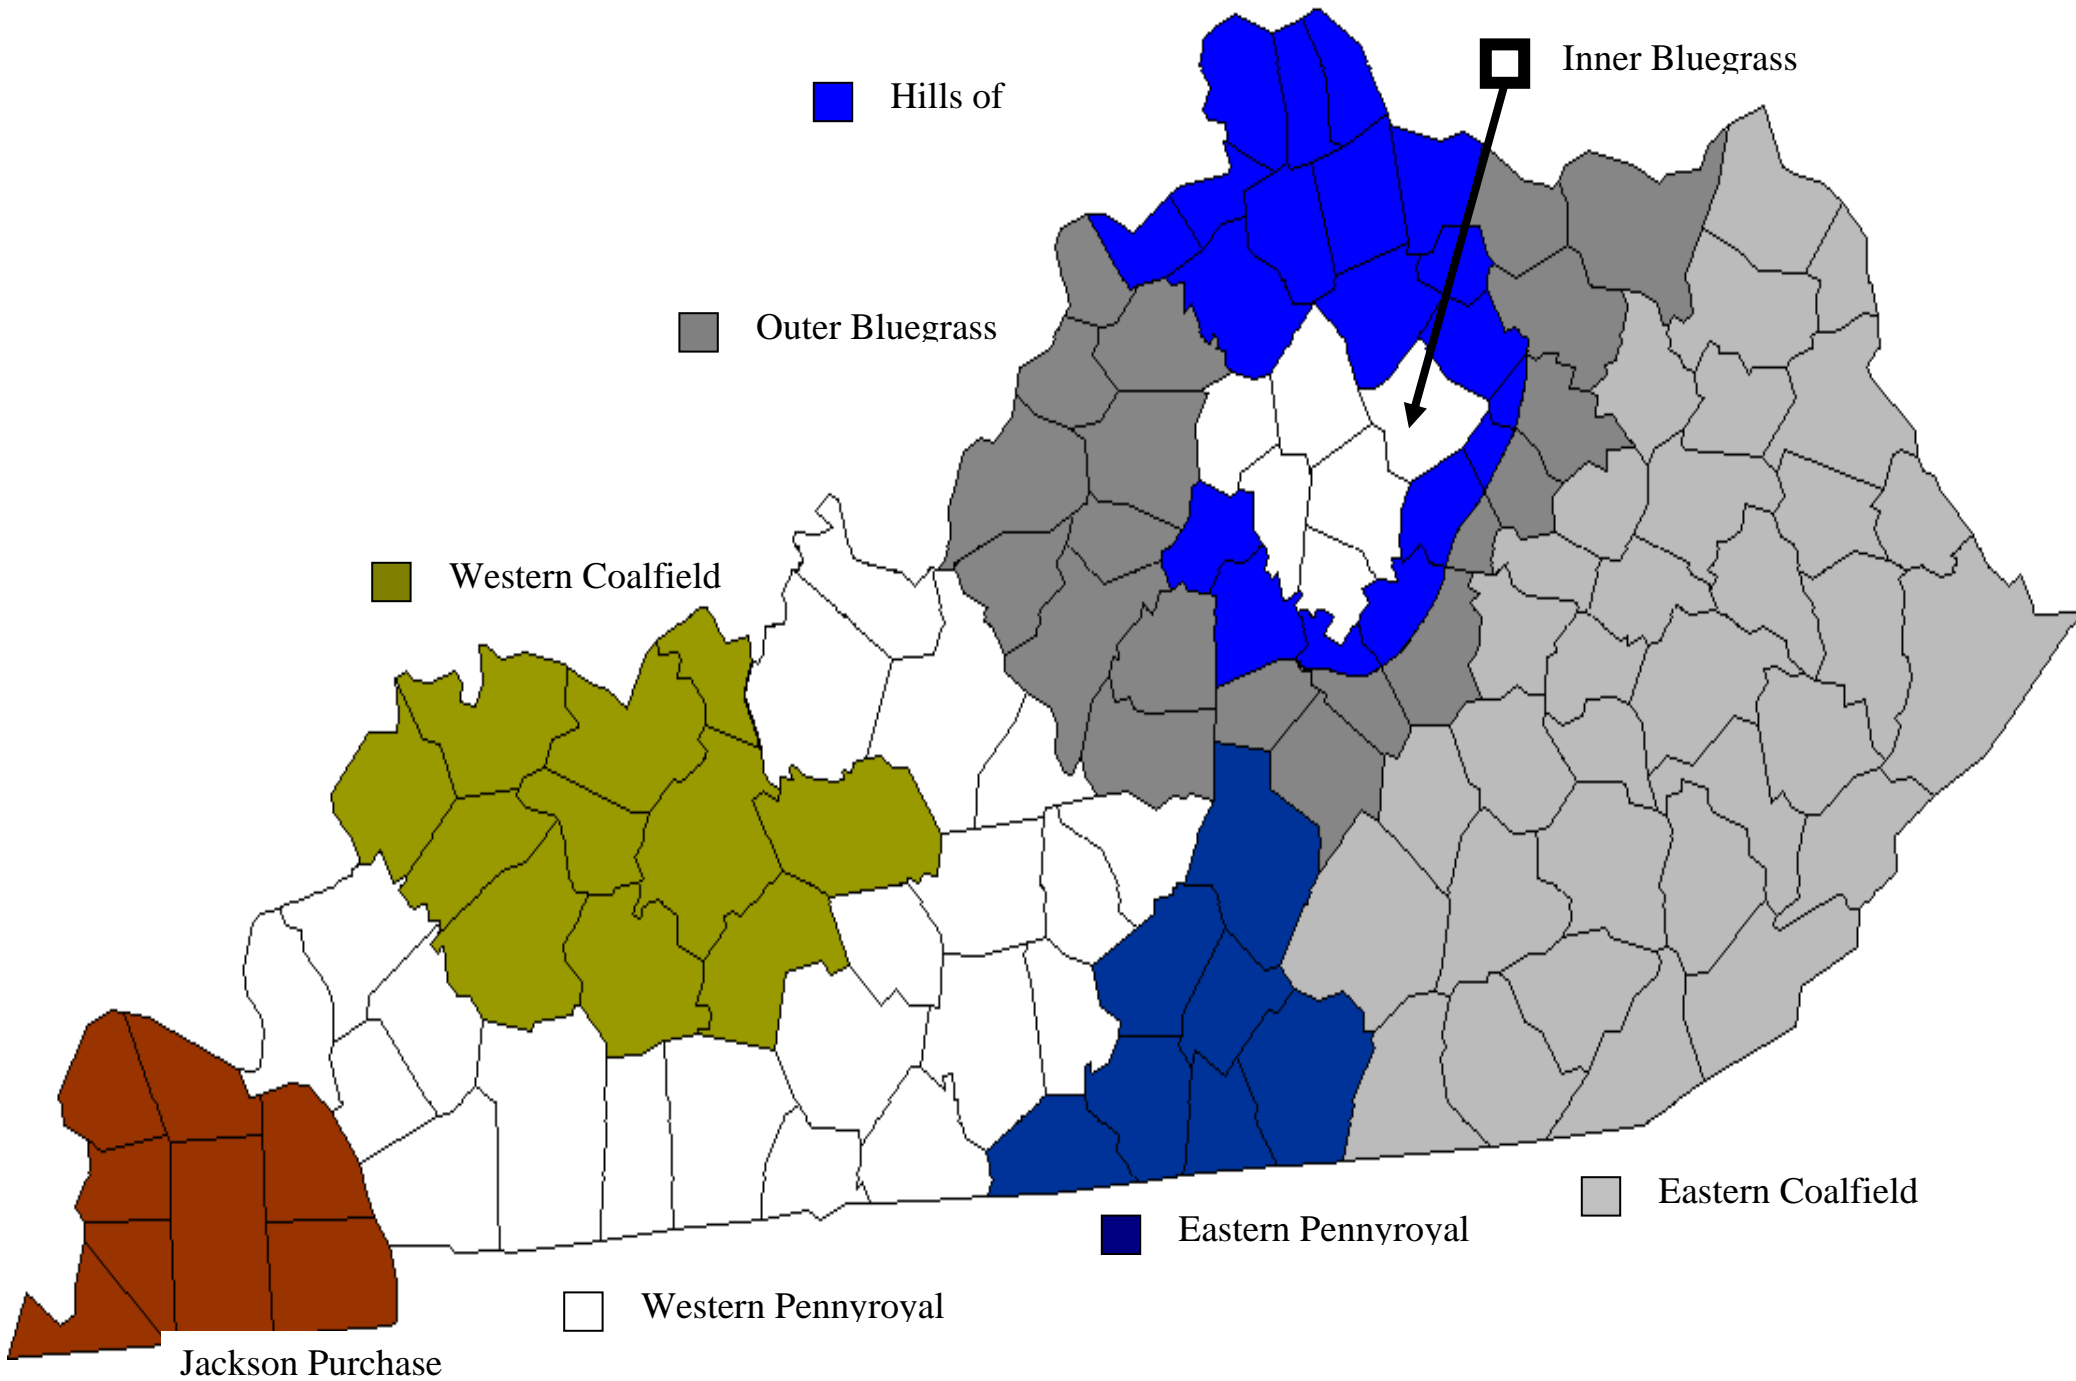 Inner Bluegrass
Hills of
Outer Bluegrass
Western Coalfield
Eastern Coalfield
Eastern Pennyroyal
Western Pennyroyal
Jackson Purchase